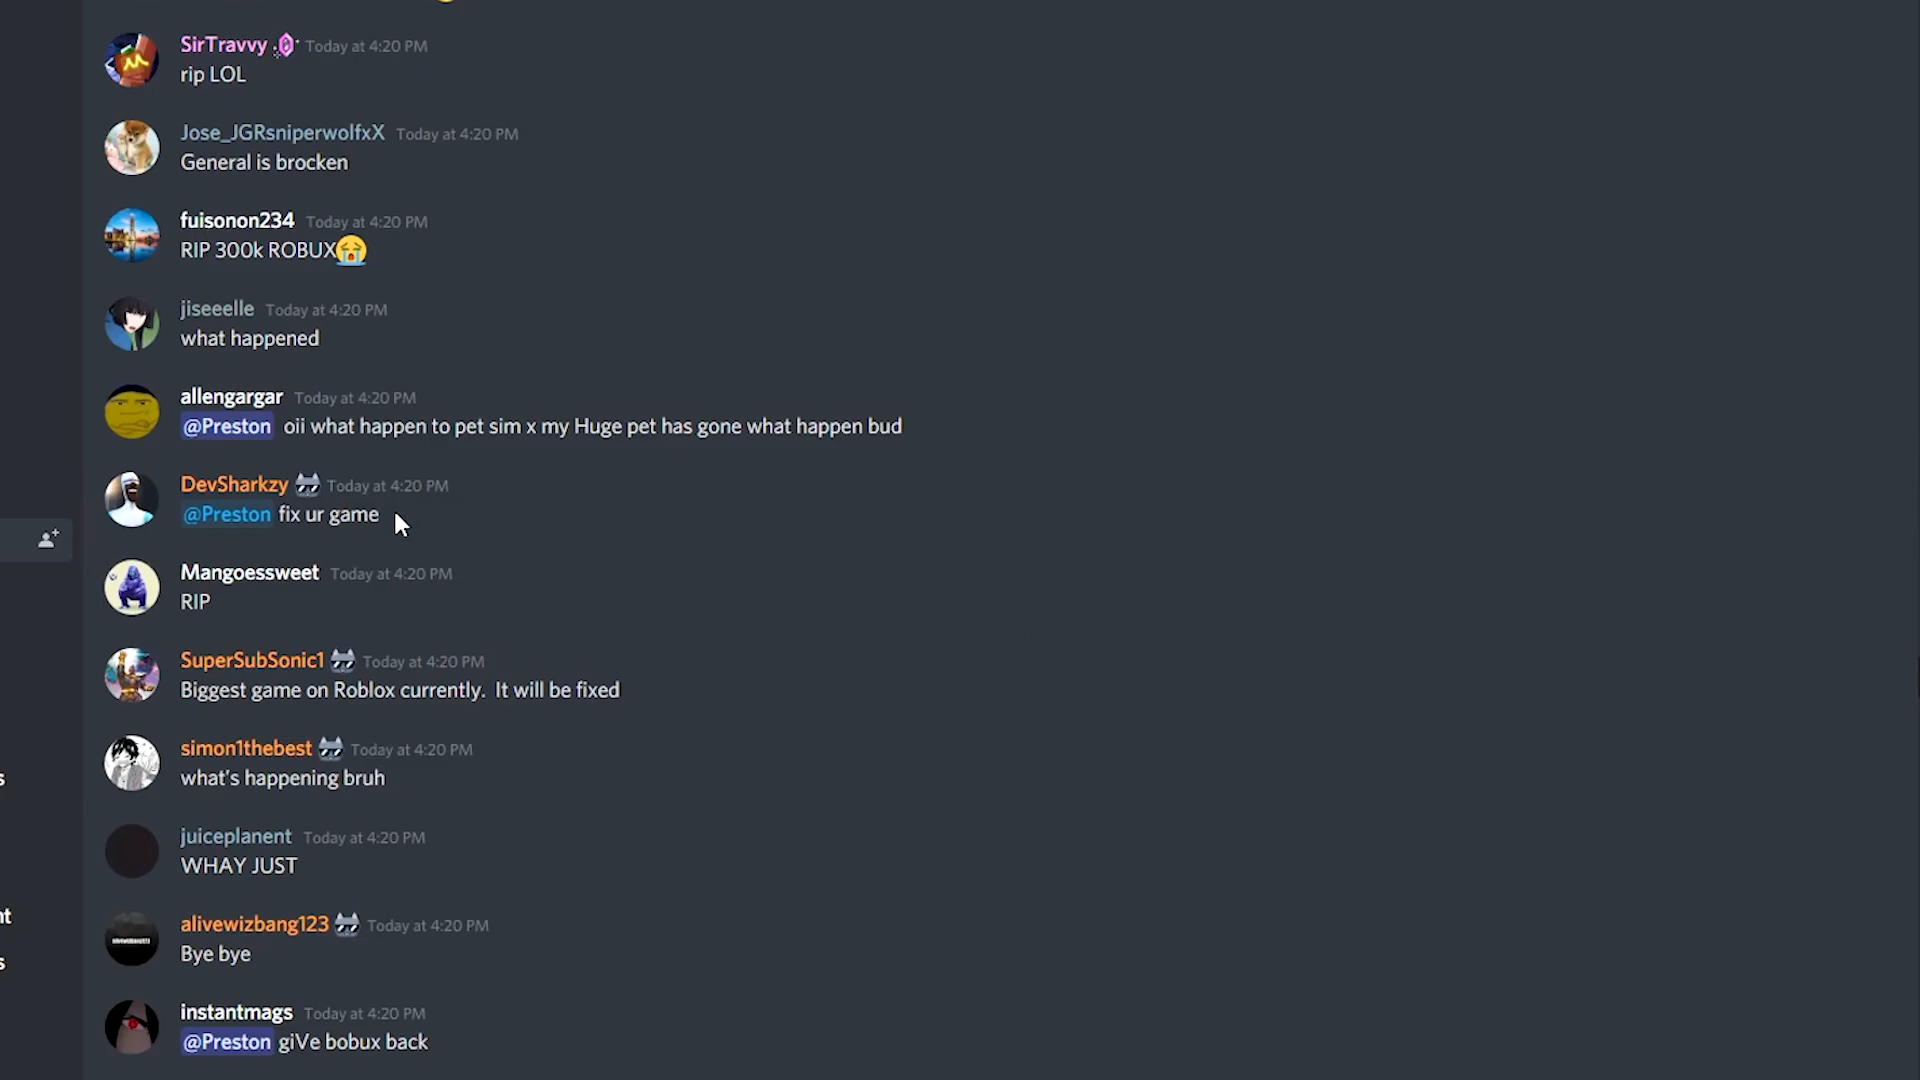 SirTravvy Today at 4:20 PM
rip LOL
Jose_JGRsniperwolfxX Today at 4:20 PM
General is brocken
fuisonon234 Today at 4:20 PM
RIP 300k ROBUX😭
jiseeelle Today at 4:20 PM
what happened
allengargar Today at 4:20 PM
@Preston oii what happen to pet sim x my Huge pet has gone what happen bud
DevSharkzy Today at 4:20 PM
@Preston fix ur game
Mangoessweet Today at 4:20 PM
RIP
SuperSubSonic1 Today at 4:20 PM
Biggest game on Roblox currently. It will be fixed
simon1thebest Today at 4:20 PM
what's happening bruh
s
juiceplanent Today at 4:20 PM
WHAY JUST
nt
alivewizbang123 Today at 4:20 PM
Bye bye
s
instantmags Today at 4:20 PM
@Preston giVe bobux back